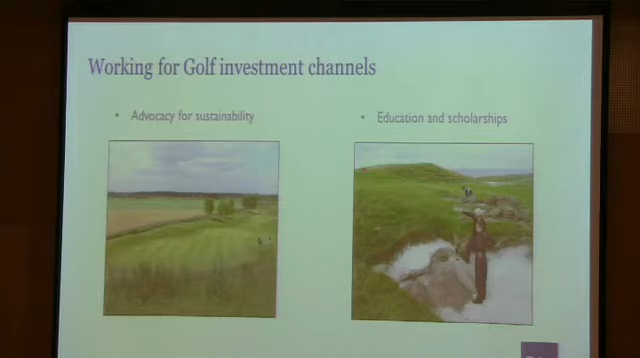 Working for Golf investment channels
• Advocacy for sustainability
• Education and scholarships